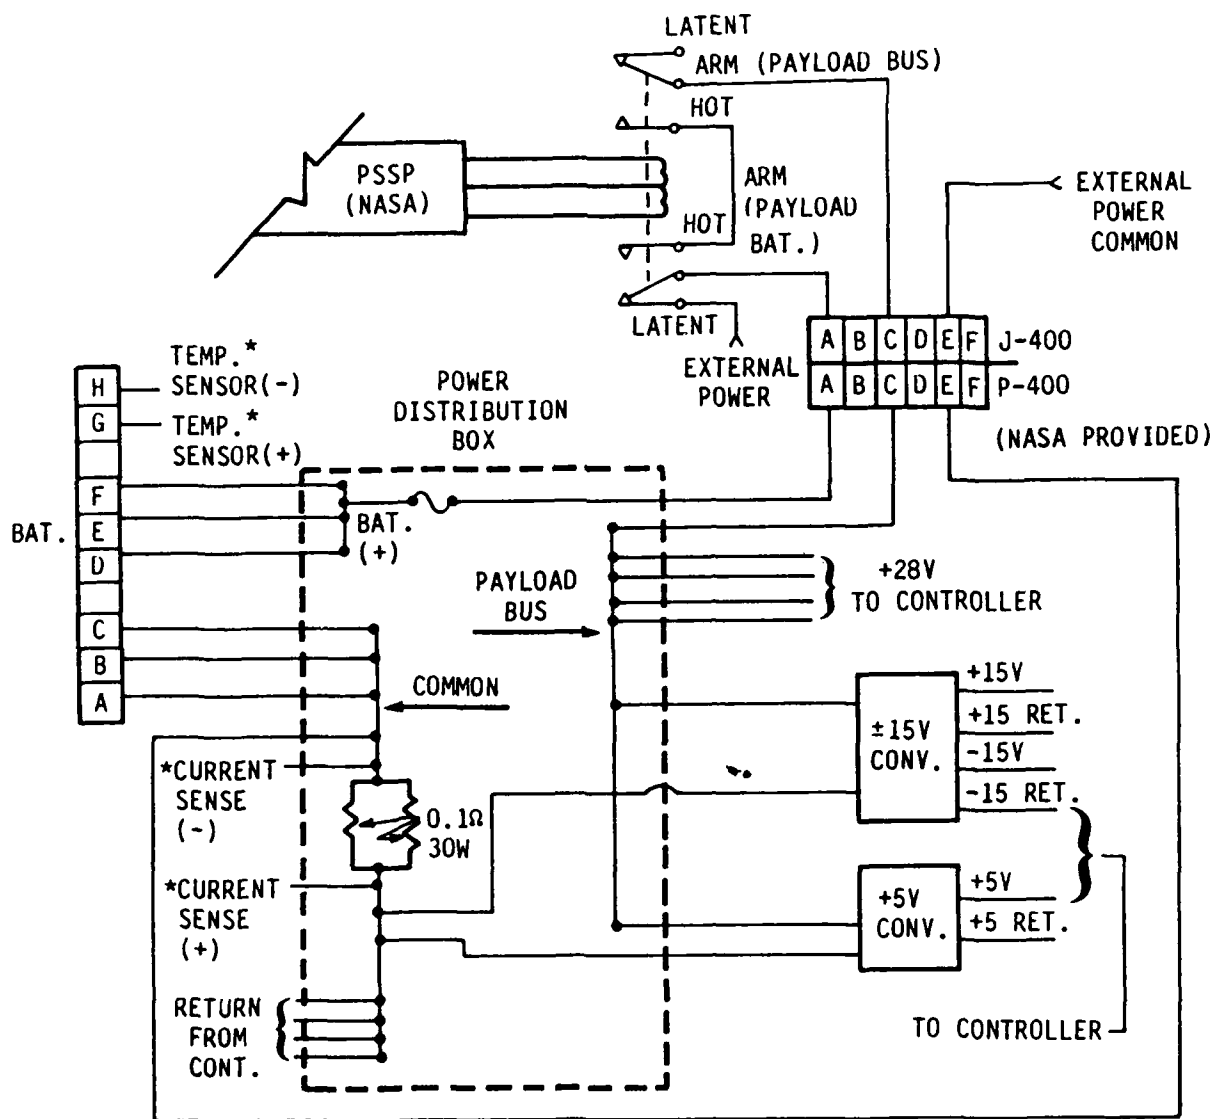 LATENT
ARM (PAYLOAD BUS)
HOT
PSSP
(NASA)
ARM
(PAYLOAD
BAT.)
HOT
LATENT
EXTERNAL
POWER
EXTERNAL
POWER
COMMON
A B C D E F J-400
A B C D E F P-400
(NASA PROVIDED)
TEMP.*
SENSOR(-)
TEMP.*
SENSOR(+)
H
G
F
E
D
C
B
A
BAT.
POWER
DISTRIBUTION
BOX
BAT.
(+)
PAYLOAD
BUS
+28V
TO CONTROLLER
COMMON
*CURRENT
SENSE
(-)
0.1Ω
30W
*CURRENT
SENSE
(+)
RETURN
FROM
CONT.
±15V
CONV.
+15V
+15 RET.
-15V
-15 RET.
+5V
CONV.
+5V
+5 RET.
TO CONTROLLER